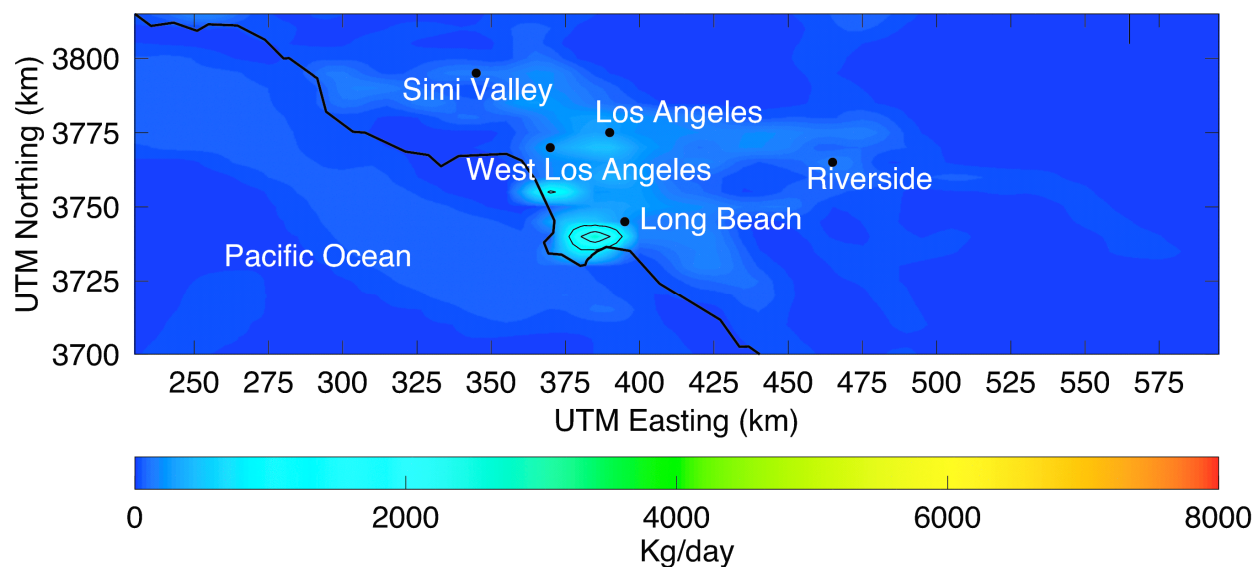 UTM Northing (km)
3800
3775
3750
3725
3700
Simi Valley
Los Angeles
West Los Angeles
Riverside
Long Beach
Pacific Ocean
250 275 300 325 350 375 400 425 450 475 500 525 550 575
UTM Easting (km)
0 2000 4000 6000 8000
Kg/day